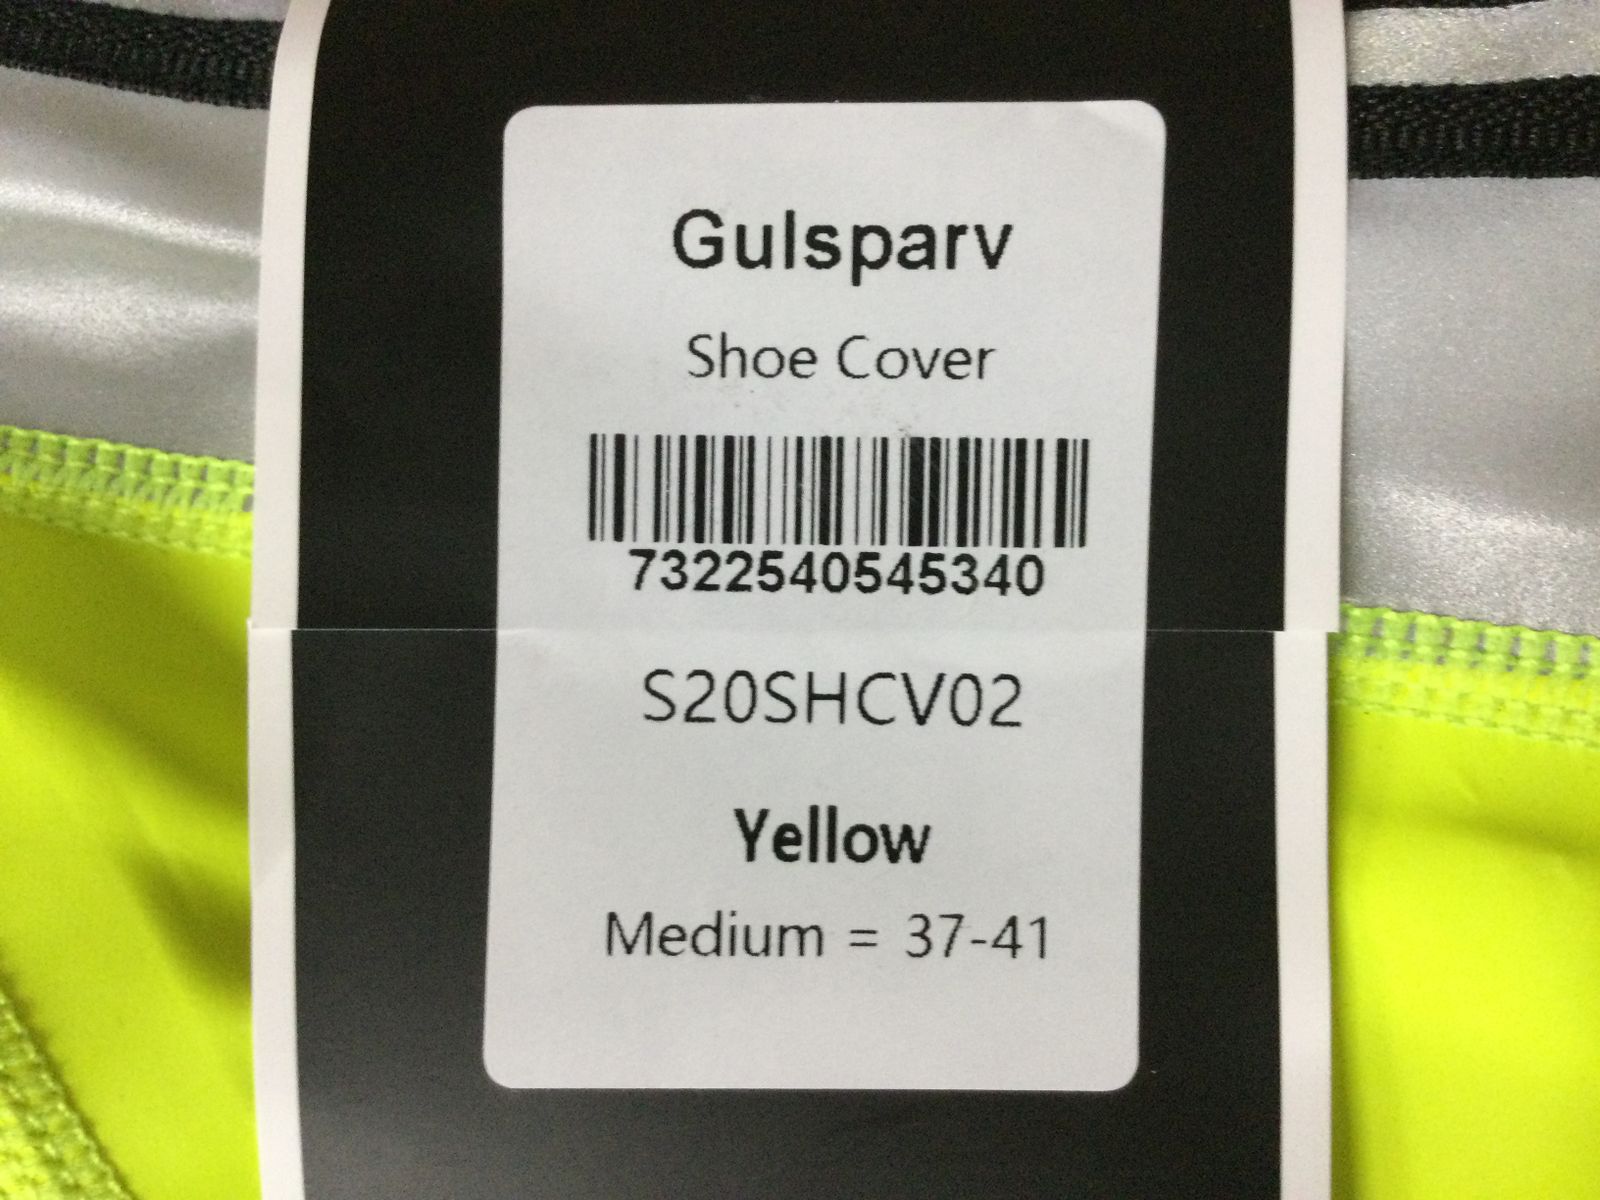 Gulsparv
Shoe Cover
7322540545340
S20SHCV02
Yellow
Medium = 37-41